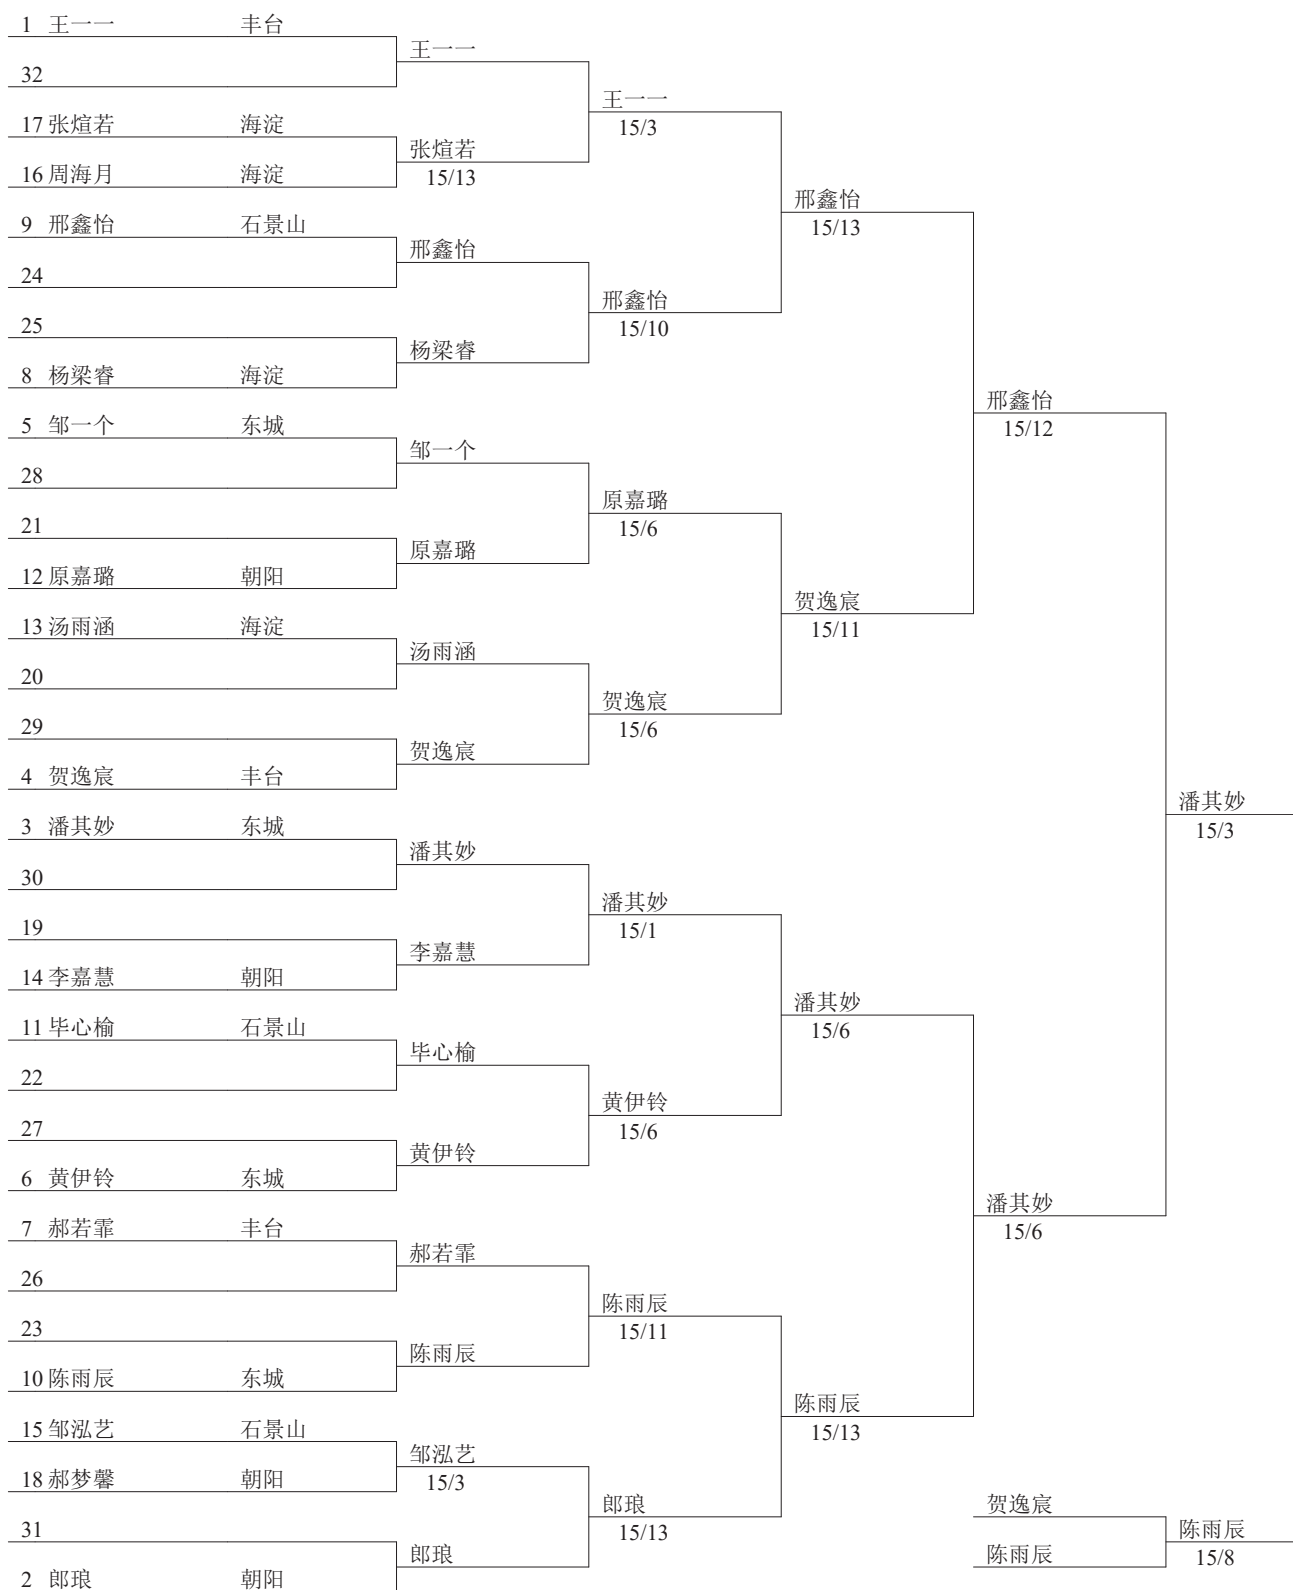 1 王一一 丰台
王一一
32
王一一
15/3
17 张煊若 海淀
张煊若
15/13
16 周海月 海淀
邢鑫怡
15/13
9 邢鑫怡 石景山
邢鑫怡
24
邢鑫怡
15/10
25
杨梁睿
8 杨梁睿 海淀
邢鑫怡
15/12
5 邹一个 东城
邹一个
28
原嘉璐
15/6
21
原嘉璐
12 原嘉璐 朝阳
贺逸宸
15/11
13 汤雨涵 海淀
汤雨涵
20
贺逸宸
15/6
29
贺逸宸
4 贺逸宸 丰台
潘其妙
15/3
3 潘其妙 东城
潘其妙
30
潘其妙
15/1
19
李嘉慧
14 李嘉慧 朝阳
潘其妙
15/6
11 毕心榆 石景山
毕心榆
22
黄伊铃
15/6
27
黄伊铃
6 黄伊铃 东城
潘其妙
15/6
7 郝若霏 丰台
郝若霏
26
陈雨辰
15/11
23
陈雨辰
10 陈雨辰 东城
陈雨辰
15/13
15 邹泓艺 石景山
邹泓艺
15/3
18 郝梦馨 朝阳
郎琅
15/13
贺逸宸
31
陈雨辰
15/8
郎琅
陈雨辰
2 郎琅 朝阳